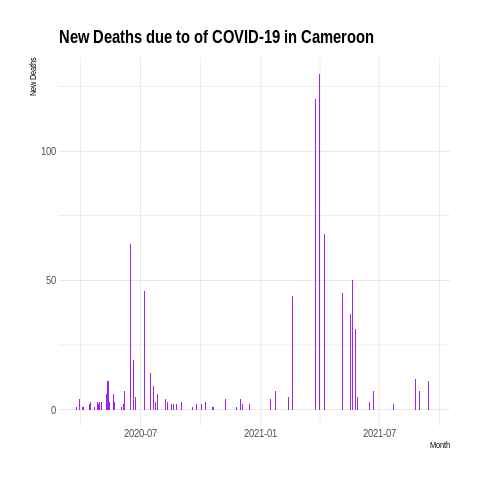 New Deaths due to of COVID-19 in Cameroon
New Deaths
100
50
0
2020-07
2021-01
2021-07
Month